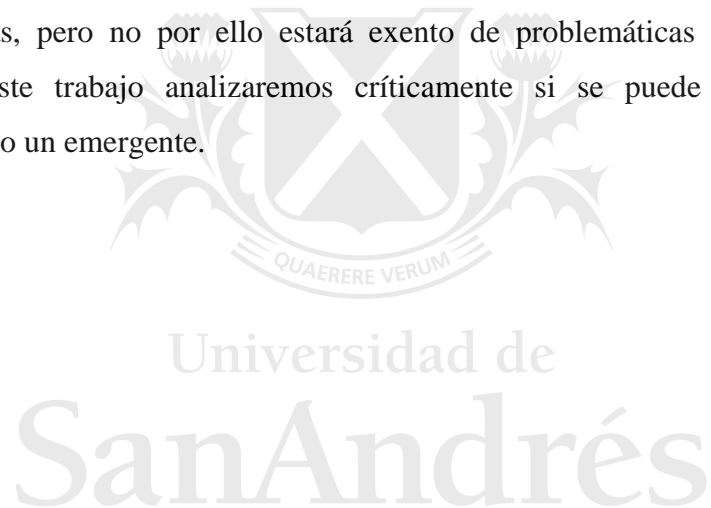 s, pero no por ello estará exento de problemáticas
ste trabajo analizaremos críticamente si se puede
o un emergente.
QUAERERE VERUM
Universidad de
SanAndrés